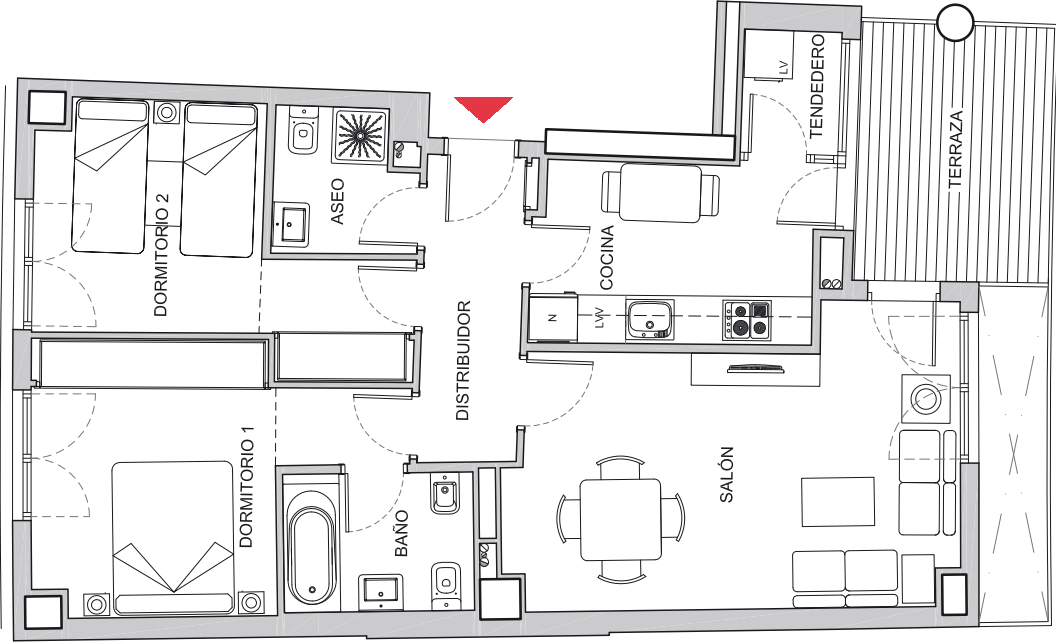 TENDEDERO
LV
TERRAZA
ASEO
DORMITORIO 2
COCINA
N
LVV
DISTRIBUIDOR
DORMITORIO 1
SALÓN
BAÑO